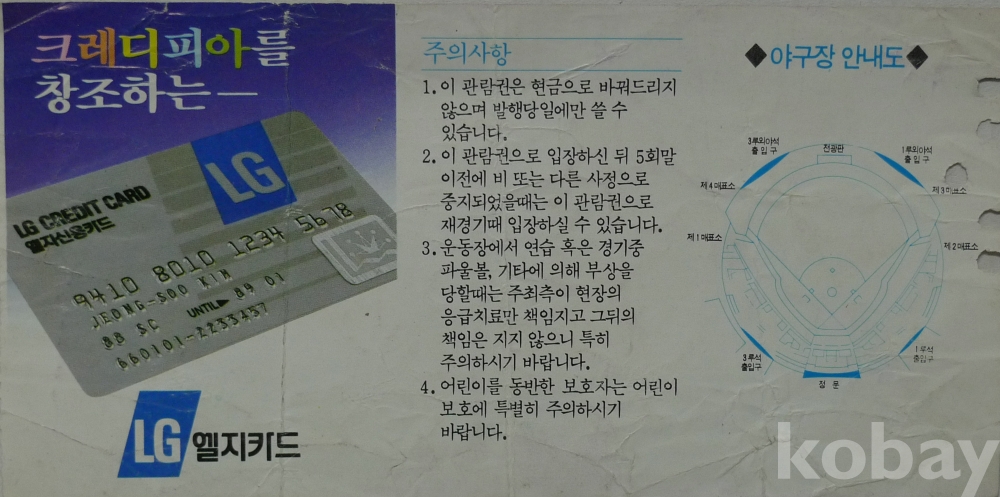 크레디피아를
창조하는—
LG
LG CREDIT CARD
엘지신용카드
9410 8010 1234 5678
UNTIL▶ 89 01
JEONG-SOO KIM
88 SC
660101-2233457
LG 엘지카드
주의사항
1. 이 관람권은 현금으로 바꿔드리지
않으며 발행당일에만 쓸 수
있습니다.
2. 이 관람권으로 입장하신 뒤 5회말
이전에 비 또는 다른 사정으로
중지되었을때는 이 관람권으로
재경기때 입장하실 수 있습니다.
3. 운동장에서 연습 혹은 경기중
파울볼, 기타에 의해 부상을
당할때는 주최측이 현장의
응급치료만 책임지고 그뒤의
책임은 지지 않으니 특히
주의하시기 바랍니다.
4. 어린이를 동반한 보호자는 어린이
보호에 특별히 주의하시기
바랍니다.
◆야구장 안내도◆
3루외야석
출 입 구
전광판
1루외야석
출 입 구
제 4 매표소
제 3 매표소
제 1 매표소
제 2 매표소
3루석
출입구
1루석
출입구
정 문
kobay